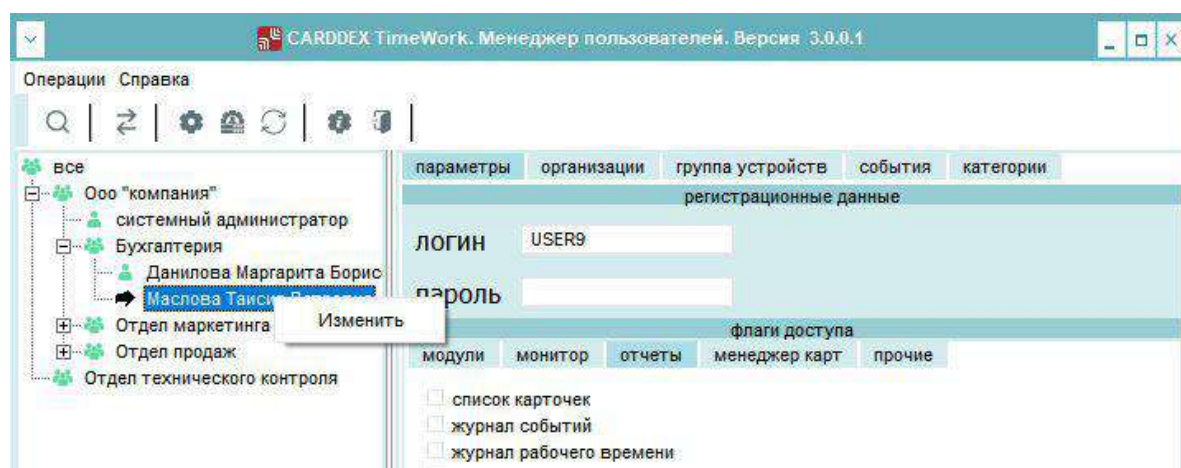 CARDDEX TimeWork. Менеджер пользователей. Версия 3.0.0.1
Операции Справка
все
Ооо "компания"
системный администратор
Бухгалтерия
Данилова Маргарита Борис
Маслова Таисия
Изменить
Отдел маркетинга
Отдел продаж
Отдел технического контроля
параметры организации группа устройств события категории
регистрационные данные
логин USER9
пароль
флаги доступа
модули монитор отчеты менеджер карт прочие
список карточек
журнал событий
журнал рабочего времени